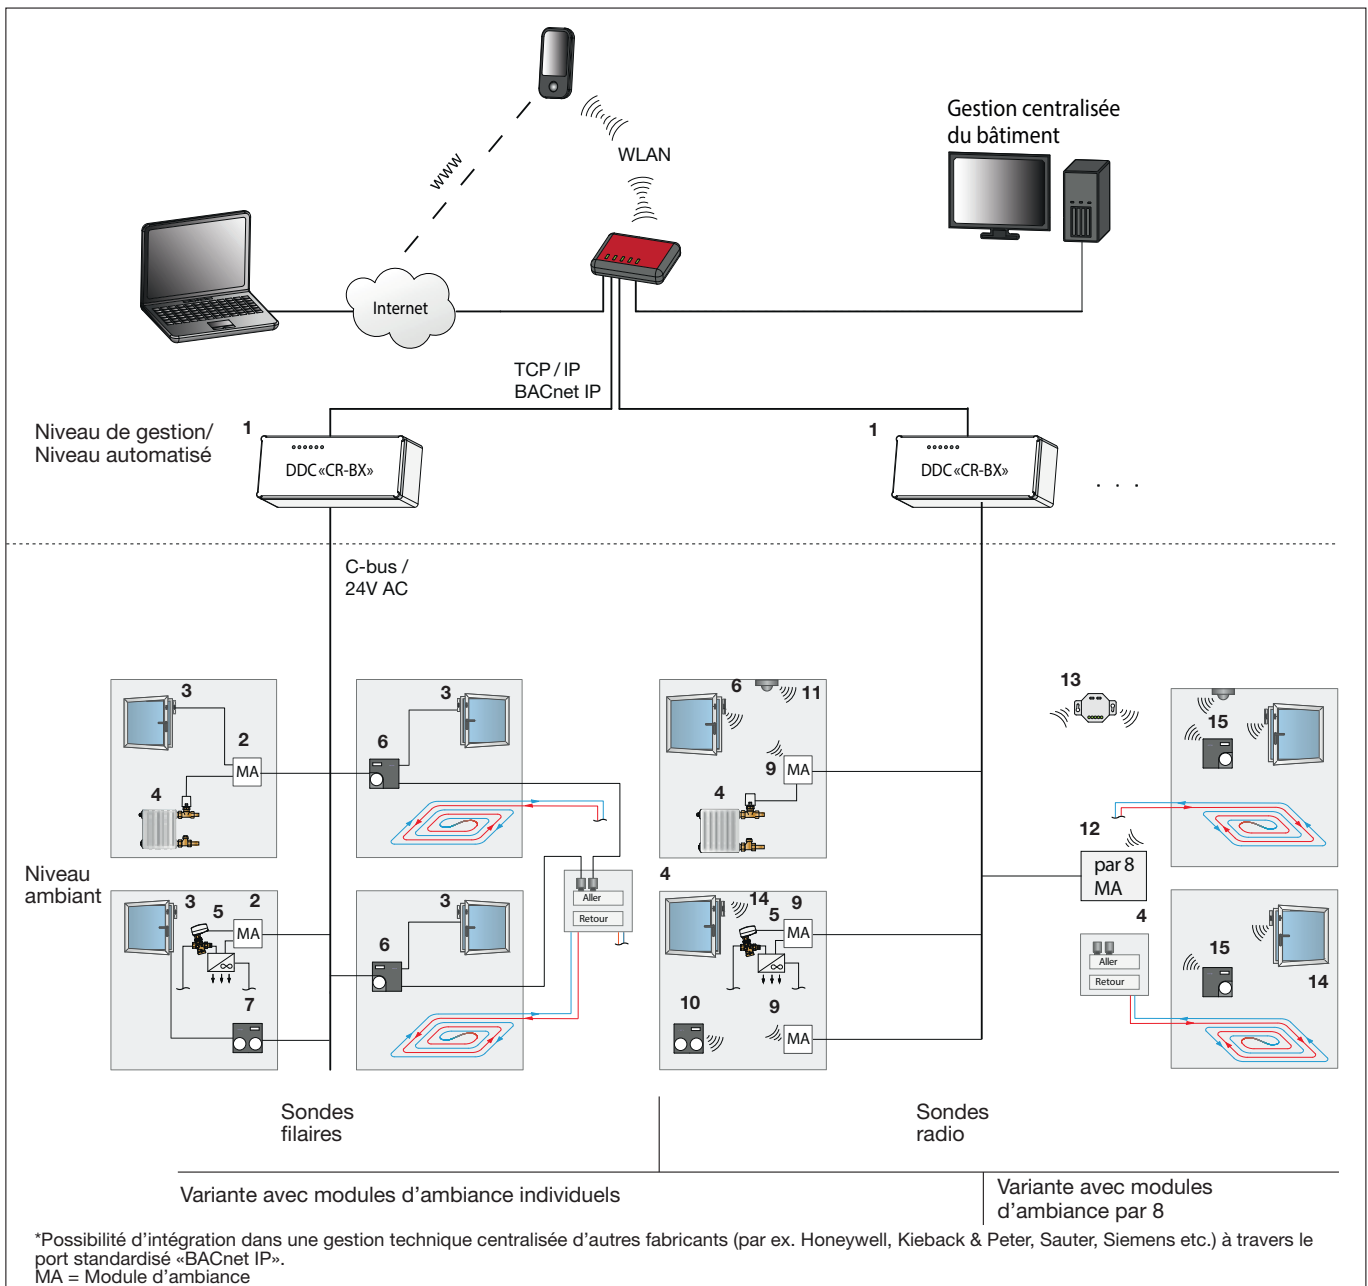 WLAN
Gestion centralisée
du bâtiment
www
Internet
TCP / IP
BACnet IP
Niveau de gestion/
Niveau automatisé
1
DDC «CR-BX»
1
DDC «CR-BX»
. . .
C-bus /
24V AC
3
2
MA
4
3
6
6
11
9
MA
4
13
15
12
par 8
MA
Niveau
ambiant
3
5
2
MA
7
3
6
4
Aller
Retour
14
5
9
MA
10
9
MA
4
Aller
Retour
15
14
Sondes
filaires
Sondes
radio
Variante avec modules d’ambiance individuels
Variante avec modules
d’ambiance par 8
*Possibilité d’intégration dans une gestion technique centralisée d’autres fabricants (par ex. Honeywell, Kieback & Peter, Sauter, Siemens etc.) à travers le
port standardisé «BACnet IP».
MA = Module d’ambiance